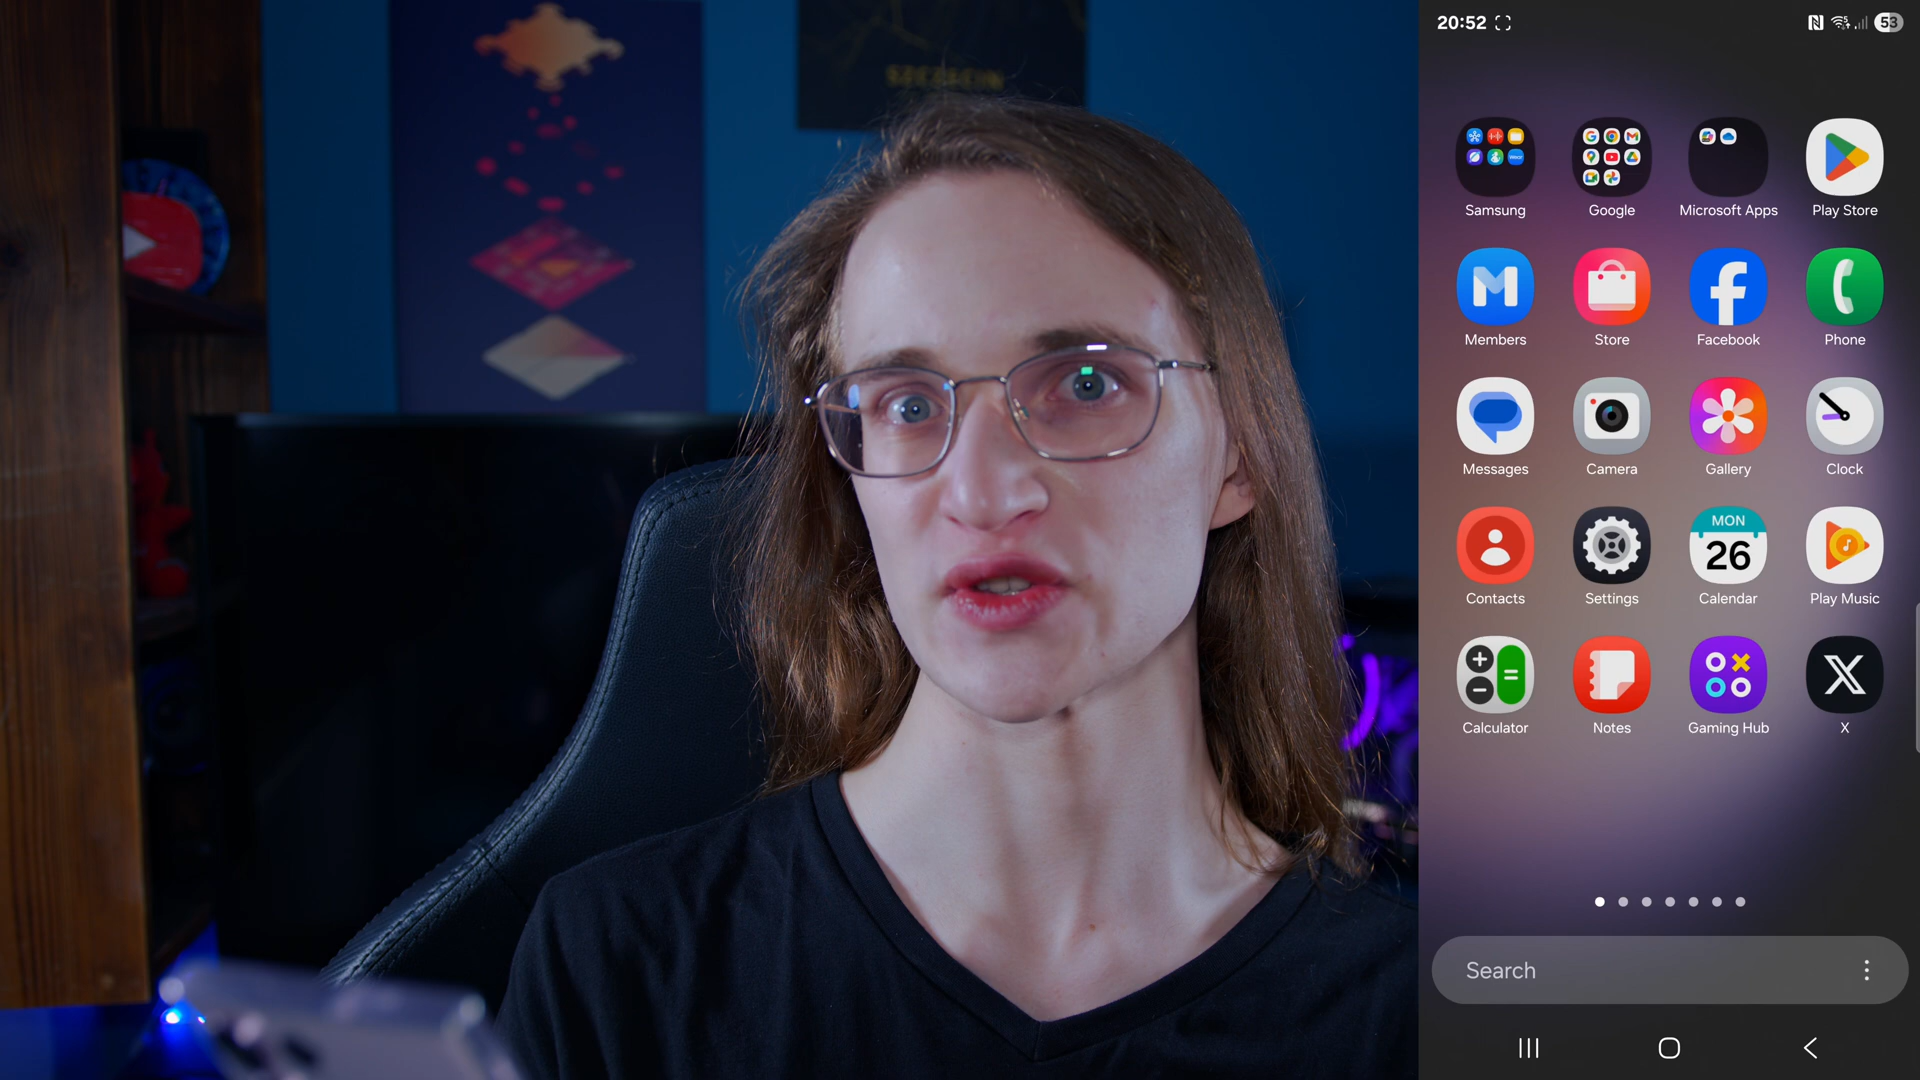 SZCZECIN
20:52
53
Samsung
Google
Microsoft Apps
Play Store
Members
Store
Facebook
Phone
Messages
Camera
Gallery
Clock
MON
26
Contacts
Settings
Calendar
Play Music
Calculator
Notes
Gaming Hub
X
Search